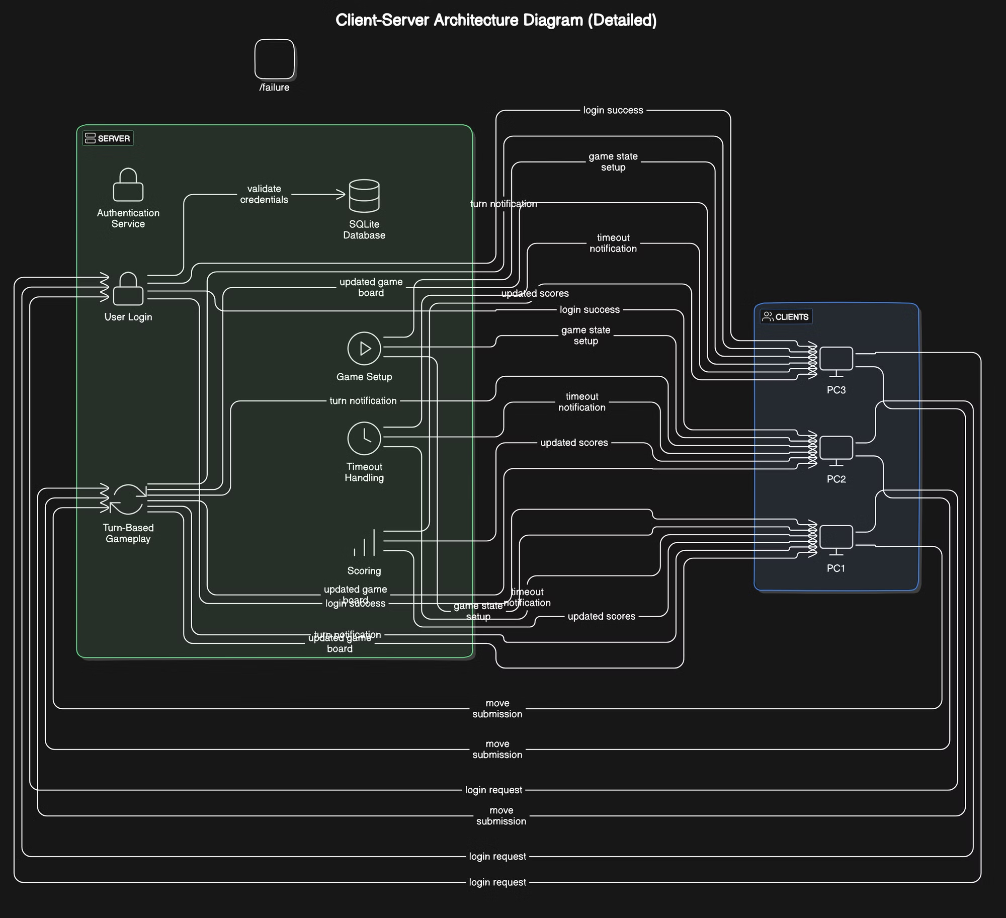 Client-Server Architecture Diagram (Detailed)
/failure
SERVER
login success
game state
setup
turn notification
timeout
notification
validate
credentials
Authentication
Service
SQLite
Database
User Login
updated game
board
updated scores
login success
CLIENTS
game state
setup
Game Setup
PC3
turn notification
timeout
notification
updated scores
Timeout
Handling
PC2
Turn-Based
Gameplay
Scoring
PC1
updated game
board
login success
timeout
notification
game state
setup
updated scores
turn notification
updated game
board
move
submission
move
submission
login request
move
submission
login request
login request